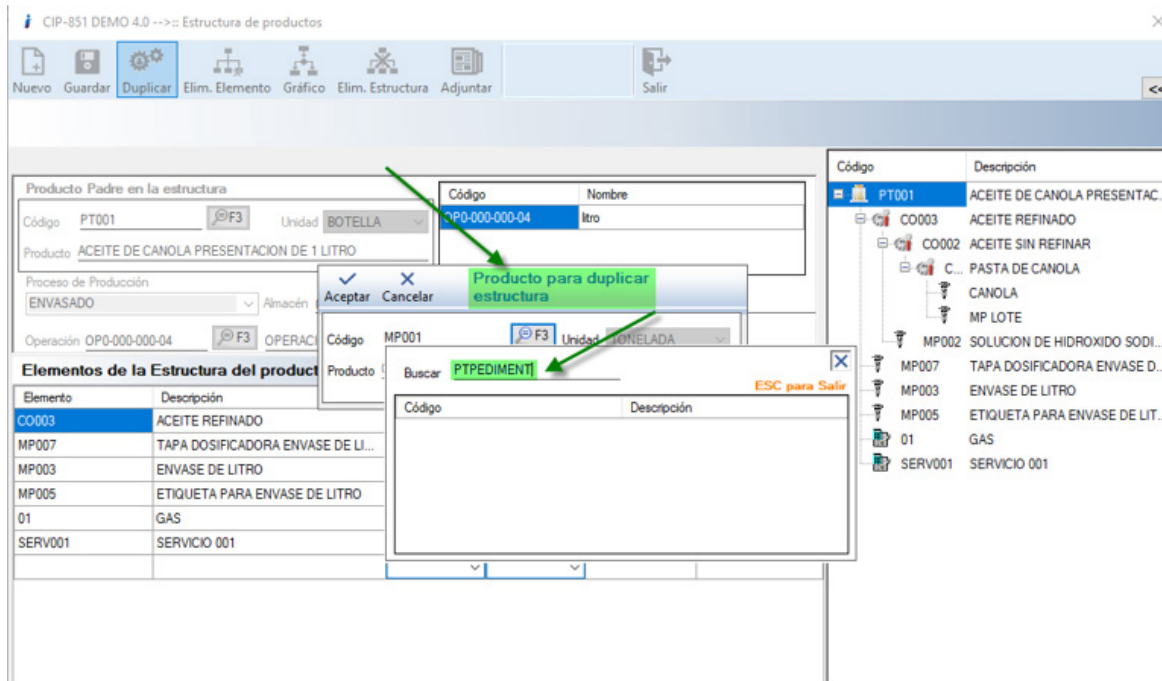 CIP-851 DEMO 4.0 -->:: Estructura de productos
Nuevo Guardar Duplicar Elim. Elemento Gráfico Elim. Estructura Adjuntar Salir
<<
Producto Padre en la estructura
Código PT001 F3 Unidad BOTELLA
Producto ACEITE DE CANOLA PRESENTACION DE 1 LITRO
Proceso de Producción
ENVASADO Almacén
Operación OP0-000-000-04 F3 OPERACI
Código Nombre
OP0-000-000-04 litro
Aceptar Cancelar
Producto para duplicar
estructura
Código MP001 F3 Unidad TONELADA
Producto
Buscar PTPEDIMENT
ESC para Salir
Código Descripción
Elementos de la Estructura del product
Elemento Descripción
CO003 ACEITE REFINADO
MP007 TAPA DOSIFICADORA ENVASE DE LI...
MP003 ENVASE DE LITRO
MP005 ETIQUETA PARA ENVASE DE LITRO
01 GAS
SERV001 SERVICIO 001
Código Descripción
PT001 ACEITE DE CANOLA PRESENTAC.
CO003 ACEITE REFINADO
CO002 ACEITE SIN REFINAR
C... PASTA DE CANOLA
CANOLA
MP LOTE
MP002 SOLUCION DE HIDROXIDO SODI...
MP007 TAPA DOSIFICADORA ENVASE D..
MP003 ENVASE DE LITRO
MP005 ETIQUETA PARA ENVASE DE LIT..
01 GAS
SERV001 SERVICIO 001